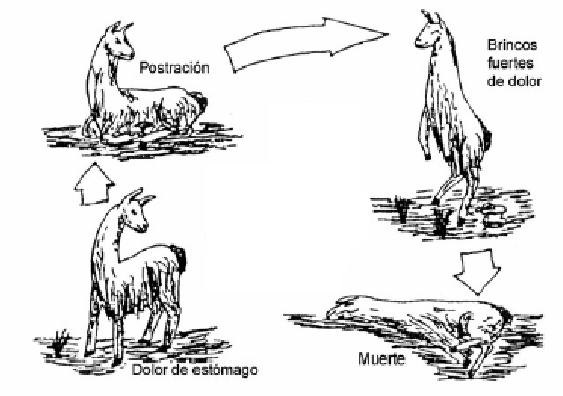 Postración
Brincos
fuertes
de dolor
Dolor de estómago
Muerte